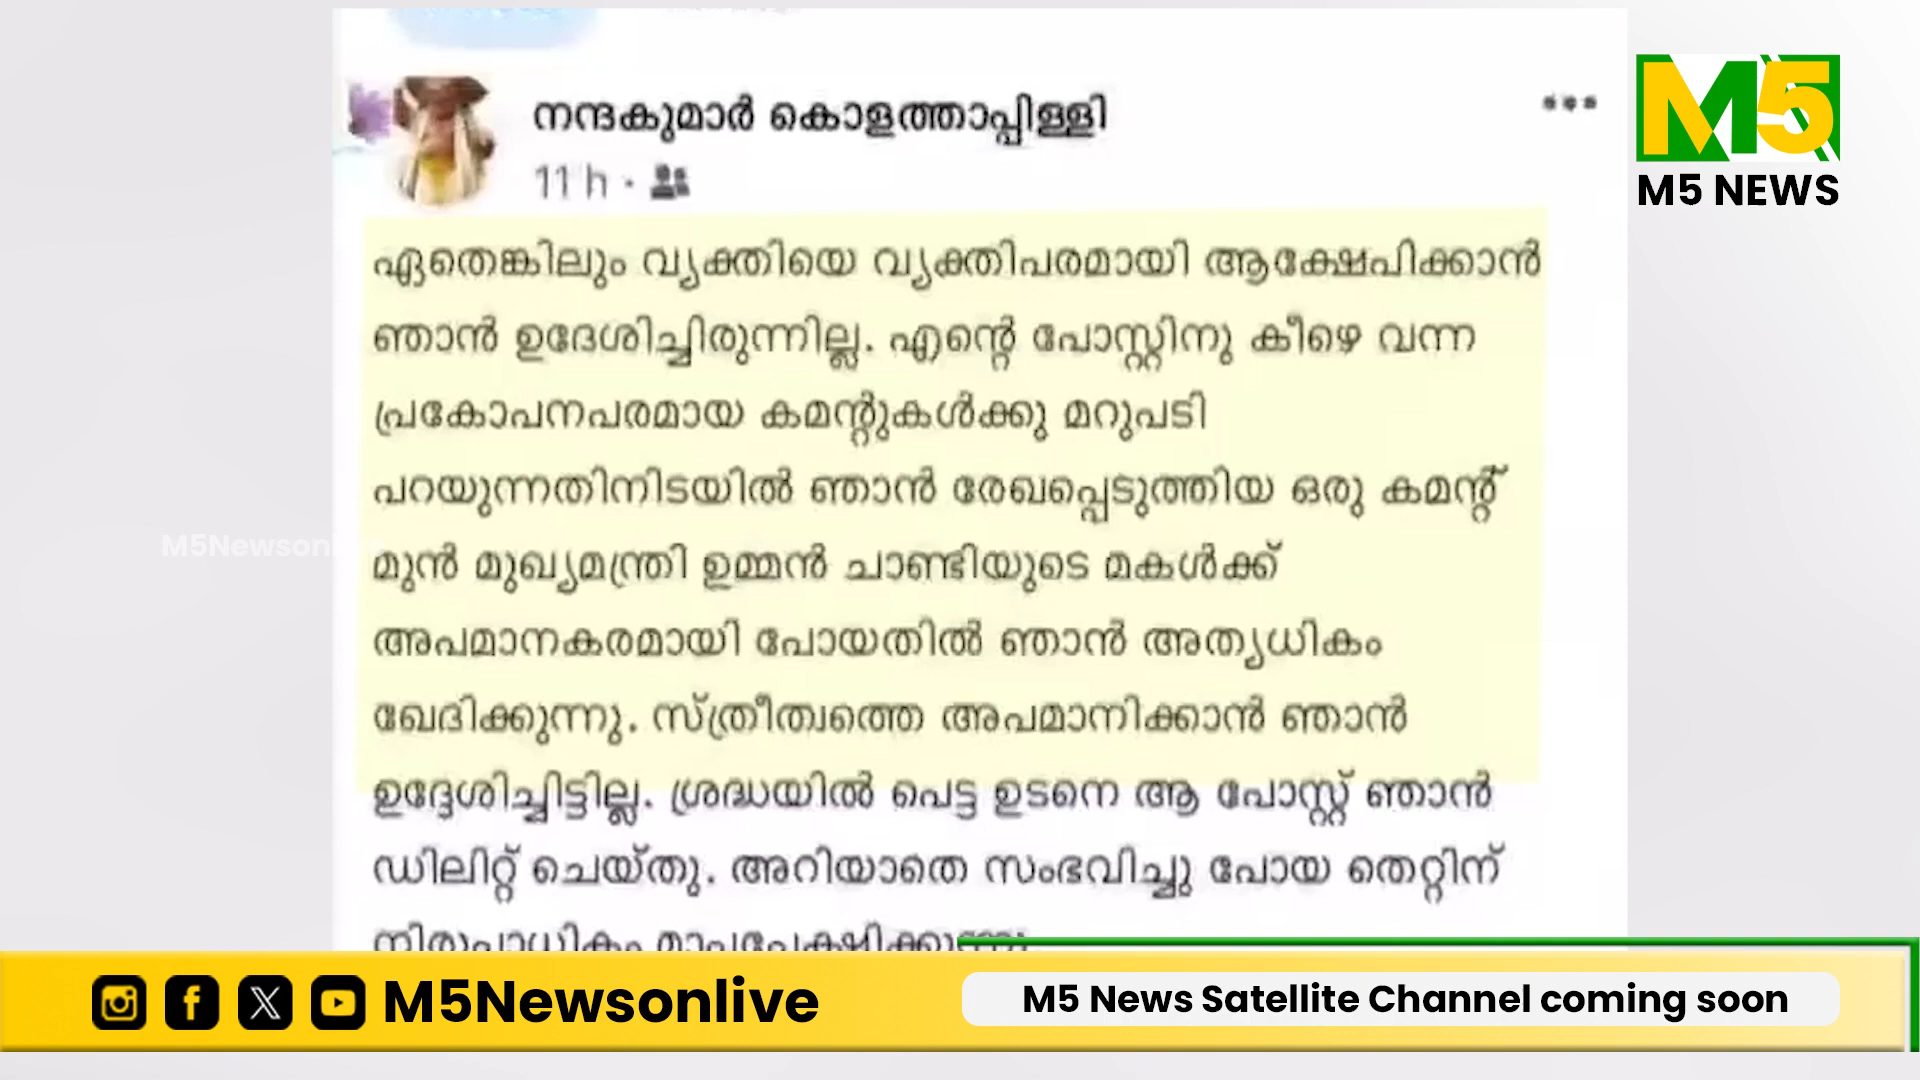 നന്ദകുമാർ കൊളത്താപ്പിള്ളി
11 h ·
ഏതെങ്കിലും വ്യക്തിയെ വ്യക്തിപരമായി ആക്ഷേപിക്കാൻ
ഞാൻ ഉദേശിച്ചിരുന്നില്ല. എന്റെ പോസ്റ്റിനു കീഴെ വന്ന
പ്രകോപനപരമായ കമന്റുകൾക്കു മറുപടി
പറയുന്നതിനിടയിൽ ഞാൻ രേഖപ്പെടുത്തിയ ഒരു കമന്റ്
മുൻ മുഖ്യമന്ത്രി ഉമ്മൻ ചാണ്ടിയുടെ മകൾക്ക്
അപമാനകരമായി പോയതിൽ ഞാൻ അത്യധികം
ഖേദിക്കുന്നു. സ്ത്രീത്വത്തെ അപമാനിക്കാൻ ഞാൻ
ഉദ്ദേശിച്ചിട്ടില്ല. ശ്രദ്ധയിൽ പെട്ട ഉടനെ ആ പോസ്റ്റ് ഞാൻ
ഡിലിറ്റ് ചെയ്തു. അറിയാതെ സംഭവിച്ചു പോയ തെറ്റിന്
നിരുപാധികം മാപ്പപേക്ഷിക്കുന്നു
M5
M5 NEWS
M5Newsonlive
M5Newsonlive
M5 News Satellite Channel coming soon